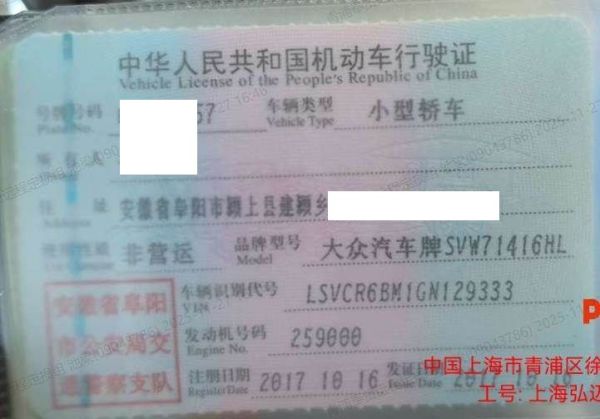 中华人民共和国机动车行驶证
Vehicle License of the People's Republic of China
号牌号码 57 车辆类型 小型轿车
Plate No. Vehicle Type
所有人
住址 安徽省阜阳市颍上县建颍乡
Address
使用性质 非营运 品牌型号 大众汽车牌SVW71416HL
Model
安徽省阜阳
市公安局交
通警察支队
车辆识别代号 LSVCR6BM1GN129333
VIN
发动机号码 259000
Engine No.
注册日期 2017 10 16 发证日期 2017 10 16
Register Date Issue Date
P
中国上海市青浦区徐
工号: 上海弘迈